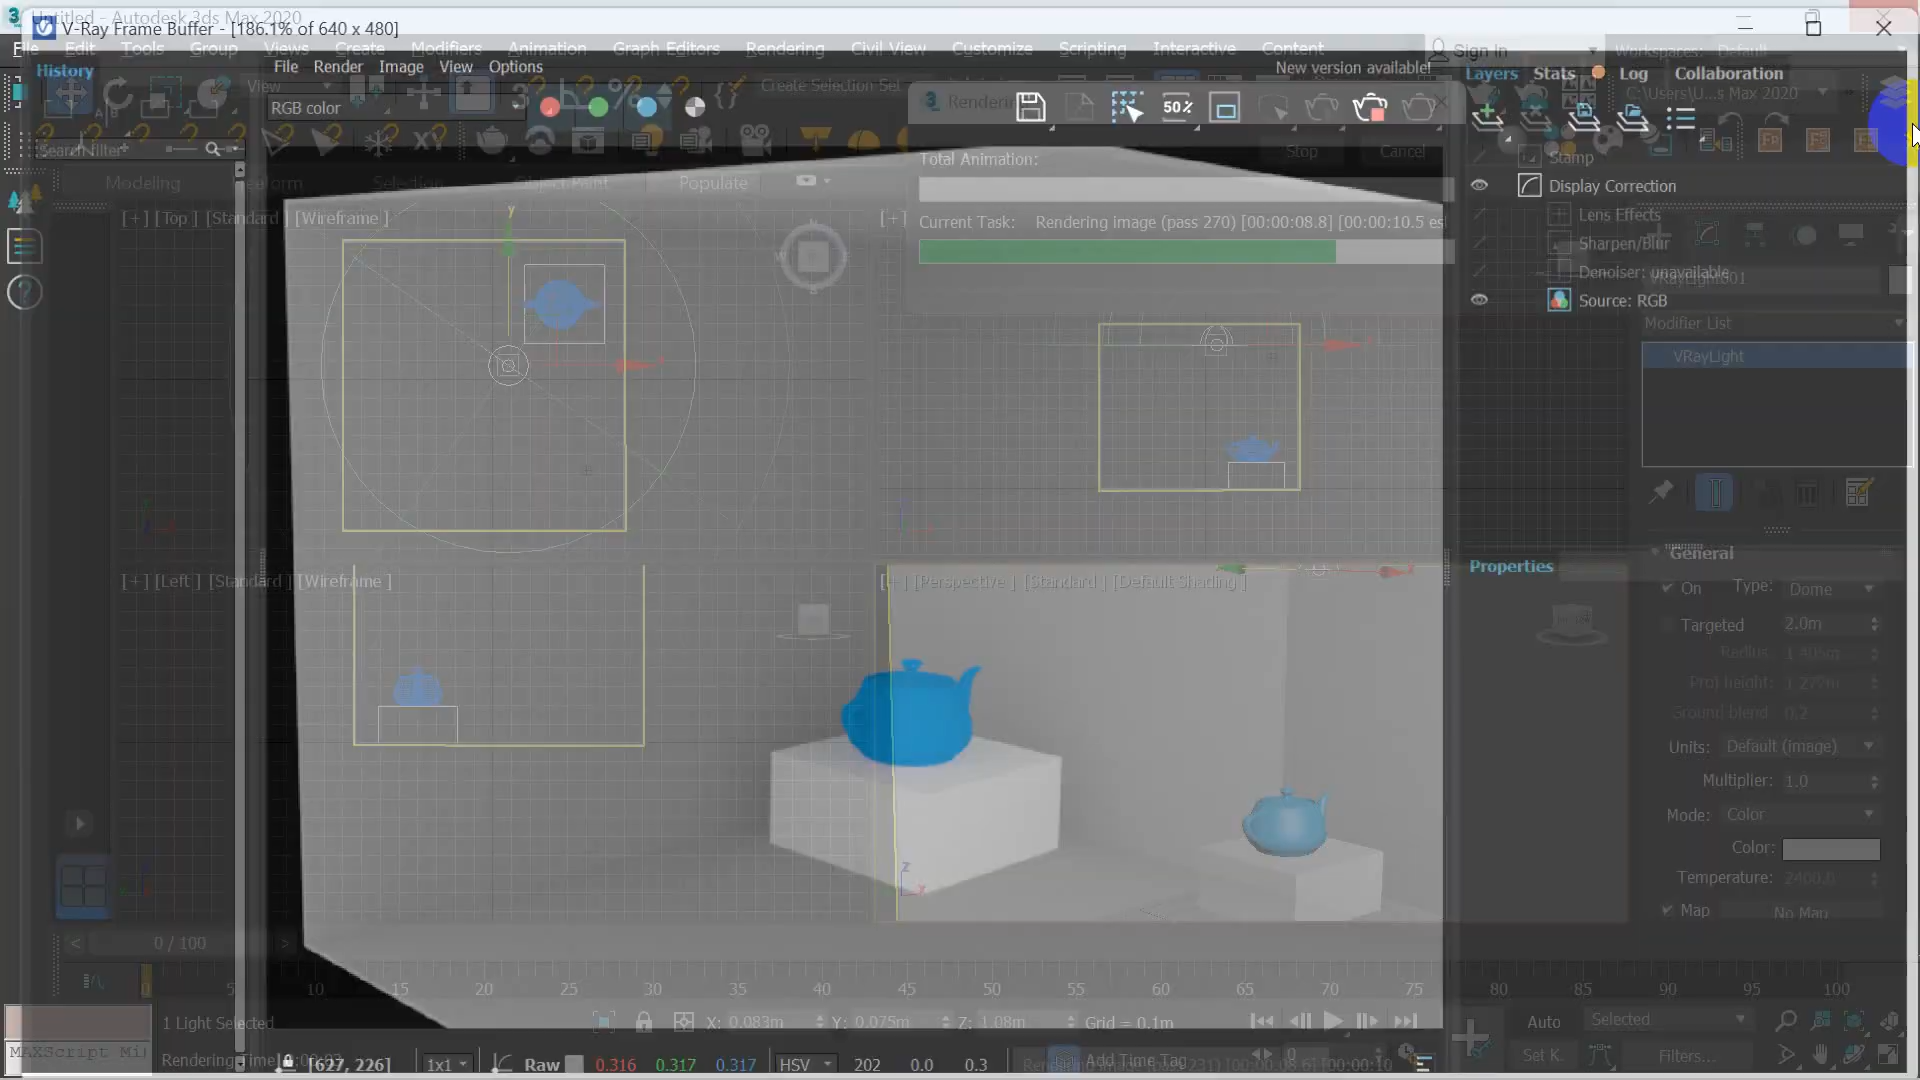 Untitled - Autodesk 3ds Max 2020
V-Ray Frame Buffer - [186.1% of 640 x 480]
File Edit Tools Group Views Create Modifiers Animation Graph Editors Rendering Civil View Customize Scripting Interactive Content Sign In Workspaces: Default
History
File Render Image View Options
New version available!
Layers Stats Log Collaboration
View
Create Selection Set
C:\Users\U...s Max 2020
RGB color
Rendering
50%
Stop Cancel
Total Animation:
Stamp
Modeling Selection Object Paint Populate
Display Correction
[+] [Top ] [Standard ] [Wireframe ]
Current Task: Rendering image (pass 270) [00:00:08.8] [00:00:10.5 es
Lens Effects
Sharpen/Blur
Denoiser: unavailable
VRayLight001
Source: RGB
Modifier List
VRayLight
General
[+] [Left ] [Standard ] [Wireframe ]
[+] [Perspective ] [Standard ] [Default Shading ]
Properties
On Type: Dome
Targeted 2.0m
Radius: 1.405m
Proj height: 1.277m
Ground blend 0.2
Units: Default (image)
Multiplier: 1.0
Mode: Color
Color:
Temperature: 2400.0
Map No Map
0 / 100
0 5 10 15 20 25 30 35 40 45 50 55 60 65 70 75 80 85 90 95 100
1 Light Selected
X: 0.083m Y: 0.075m Z: 1.08m Grid = 0.1m
Auto Selected
MAXScript Mi
Rendering Time
[627, 226] 1x1 Raw 0.316 0.317 0.317 HSV 202 0.0 0.3
Add Time Tag
Set K. Filters...